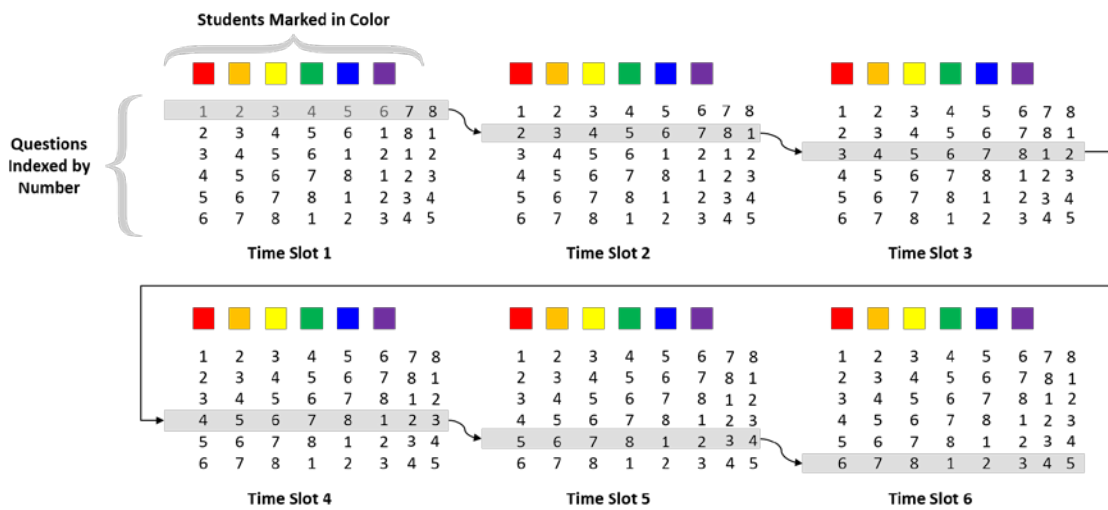 Students Marked in Color
Questions
Indexed by
Number
1 2 3 4 5 6 7 8
2 3 4 5 6 1 8 1
3 4 5 6 1 2 1 2
4 5 6 7 8 1 2 3
5 6 7 8 1 2 3 4
6 7 8 1 2 3 4 5
Time Slot 1
1 2 3 4 5 6 7 8
2 3 4 5 6 7 8 1
3 4 5 6 1 2 1 2
4 5 6 7 8 1 2 3
5 6 7 8 1 2 3 4
6 7 8 1 2 3 4 5
Time Slot 2
1 2 3 4 5 6 7 8
2 3 4 5 6 7 8 1
3 4 5 6 7 8 1 2
4 5 6 7 8 1 2 3
5 6 7 8 1 2 3 4
6 7 8 1 2 3 4 5
Time Slot 3
1 2 3 4 5 6 7 8
2 3 4 5 6 7 8 1
3 4 5 6 7 8 1 2
4 5 6 7 8 1 2 3
5 6 7 8 1 2 3 4
6 7 8 1 2 3 4 5
Time Slot 4
1 2 3 4 5 6 7 8
2 3 4 5 6 7 8 1
3 4 5 6 7 8 1 2
4 5 6 7 8 1 2 3
5 6 7 8 1 2 3 4
6 7 8 1 2 3 4 5
Time Slot 5
1 2 3 4 5 6 7 8
2 3 4 5 6 7 8 1
3 4 5 6 7 8 1 2
4 5 6 7 8 1 2 3
5 6 7 8 1 2 3 4
6 7 8 1 2 3 4 5
Time Slot 6